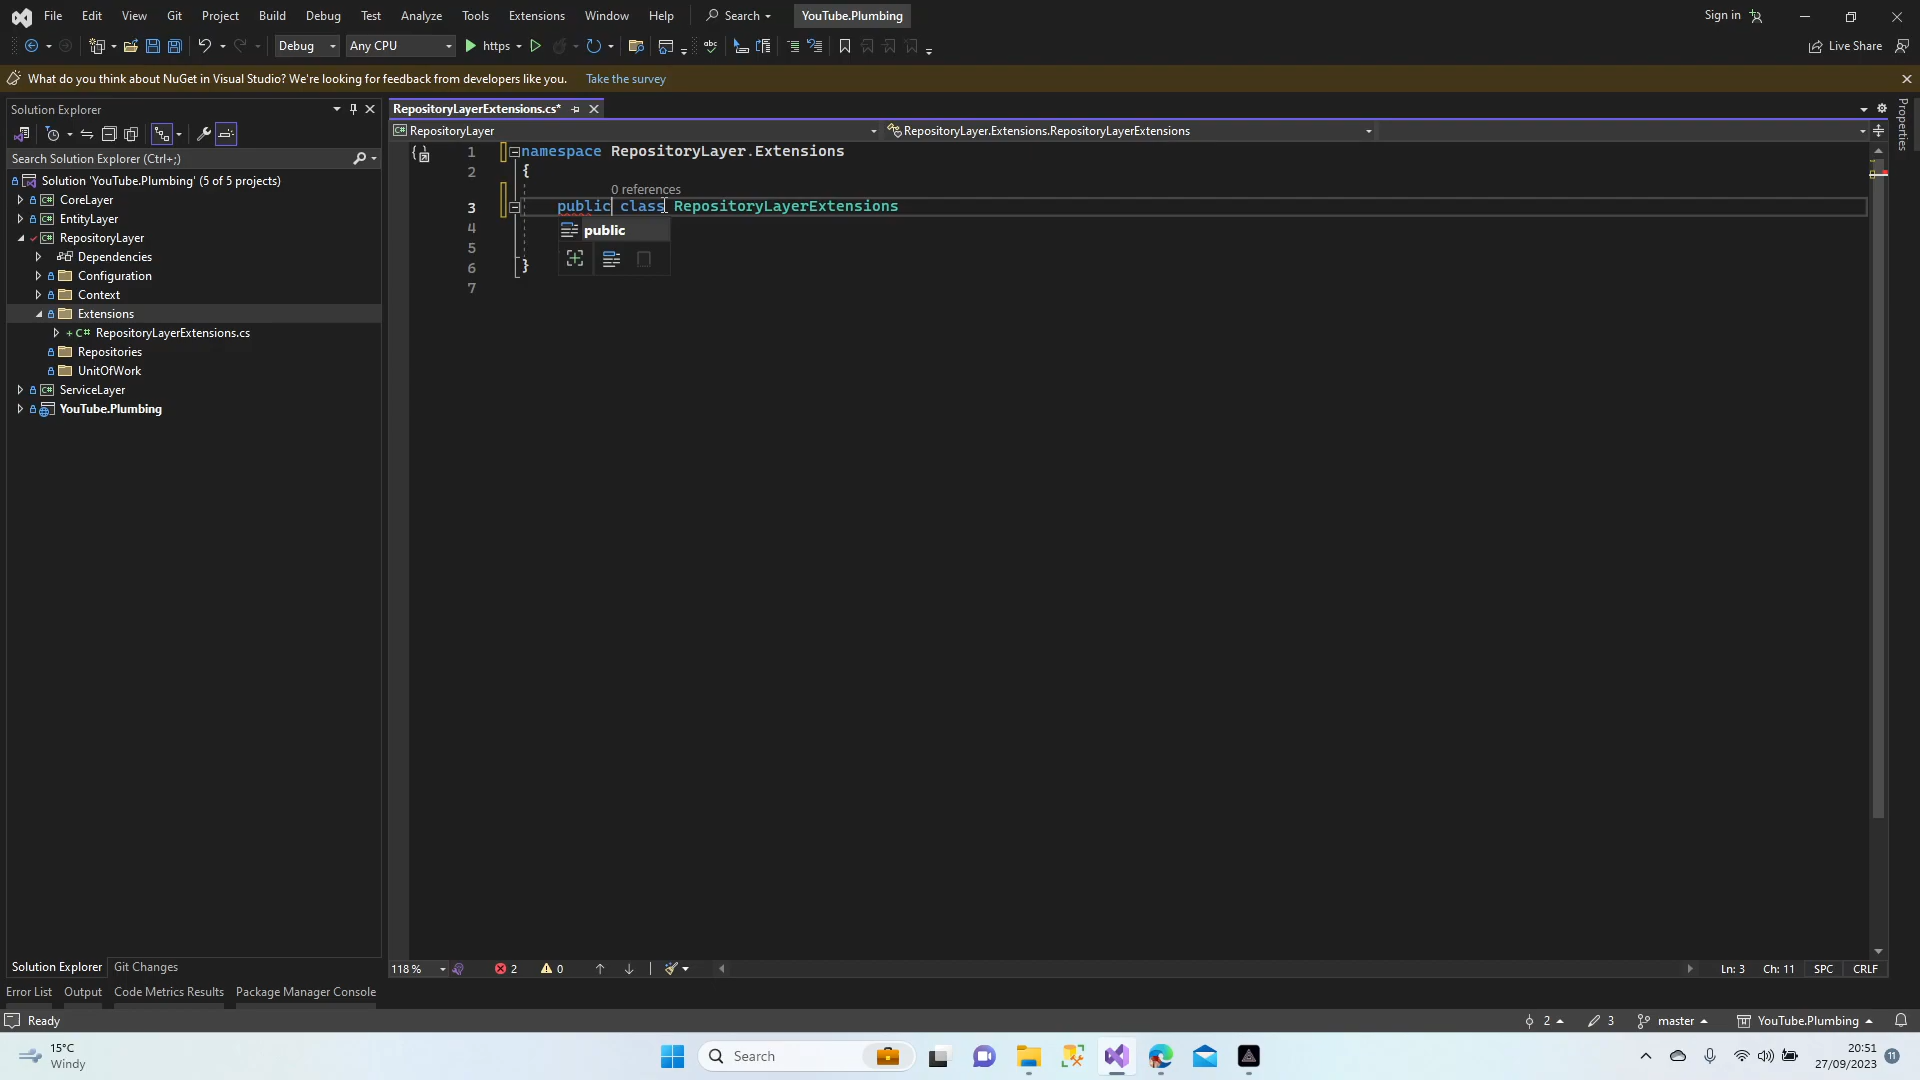 File Edit View Git Project Build Debug Test Analyze Tools Extensions Window Help Search YouTube.Plumbing Sign in
Debug Any CPU https Live Share
What do you think about NuGet in Visual Studio? We're looking for feedback from developers like you. Take the survey
Solution Explorer
RepositoryLayerExtensions.cs*
Properties
RepositoryLayer RepositoryLayer.Extensions.RepositoryLayerExtensions
Search Solution Explorer (Ctrl+;)
Solution 'YouTube.Plumbing' (5 of 5 projects)
CoreLayer
EntityLayer
RepositoryLayer
Dependencies
Configuration
Context
Extensions
RepositoryLayerExtensions.cs
Repositories
UnitOfWork
ServiceLayer
YouTube.Plumbing
1 namespace RepositoryLayer.Extensions
2 {
0 references
3 public class RepositoryLayerExtensions
4 public
5
6 }
7
Solution Explorer Git Changes
118 % 2 0 Ln: 3 Ch: 11 SPC CRLF
Error List Output Code Metrics Results Package Manager Console
Ready 2 3 master YouTube.Plumbing
15°C
Windy
Search
20:51
27/09/2023
11